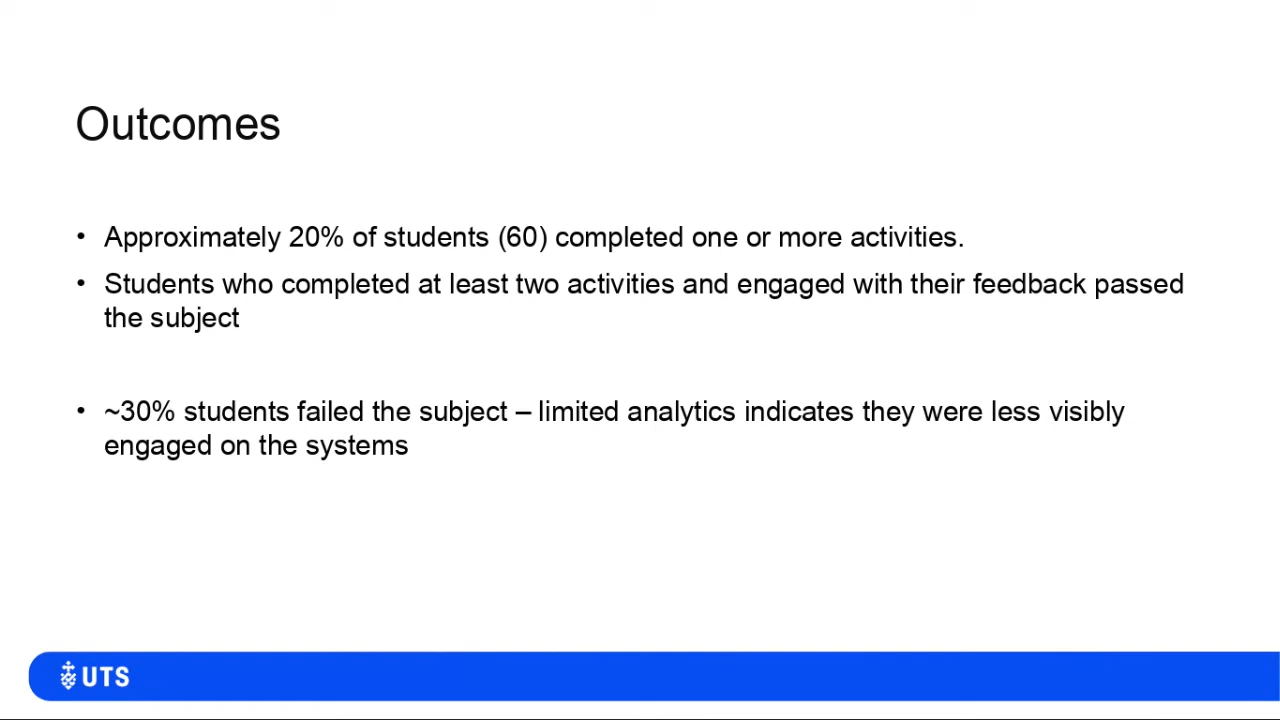 Outcomes
• Approximately 20% of students (60) completed one or more activities.
• Students who completed at least two activities and engaged with their feedback passed
the subject
• ~30% students failed the subject – limited analytics indicates they were less visibly
engaged on the systems
UTS